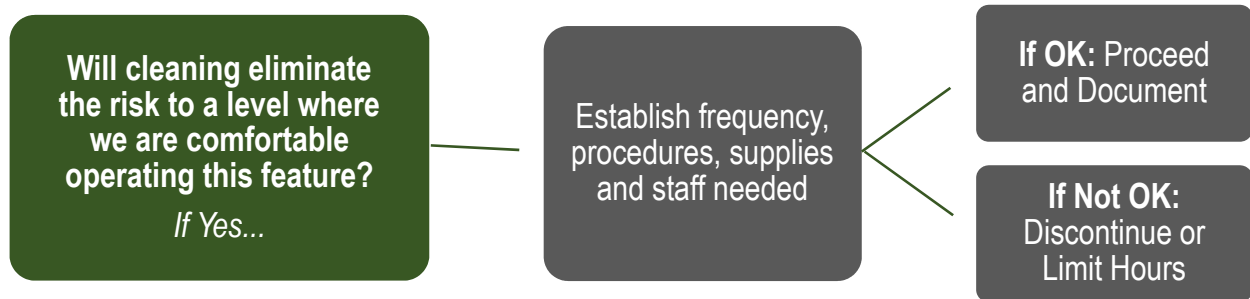 Will cleaning eliminate
the risk to a level where
we are comfortable
operating this feature?
If Yes...
Establish frequency,
procedures, supplies
and staff needed
If OK: Proceed
and Document
If Not OK:
Discontinue or
Limit Hours